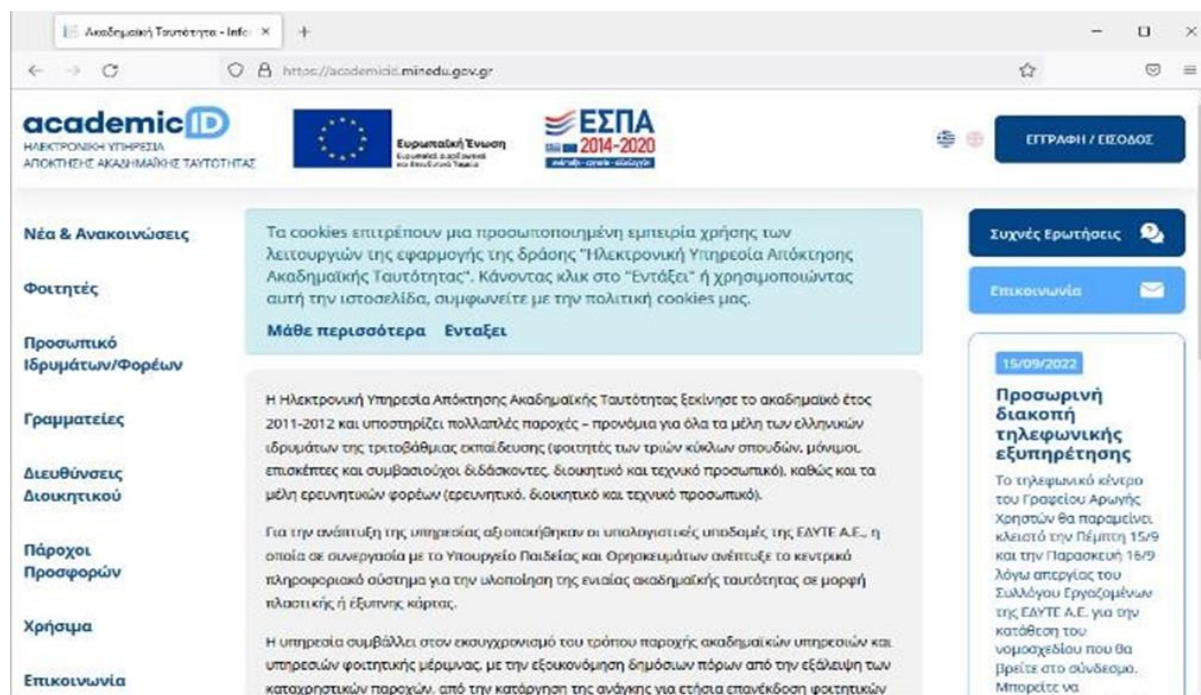 Ακαδημαϊκή Ταυτότητα - Info
https://academicid.minedu.gov.gr
academicID
ΗΛΕΚΤΡΟΝΙΚΗ ΥΠΗΡΕΣΙΑ
ΑΠΟΚΤΗΣΗΣ ΑΚΑΔΗΜΑΪΚΗΣ ΤΑΥΤΟΤΗΤΑΣ
Ευρωπαϊκή Ένωση
ΕΣΠΑ
2014-2020
ανάπτυξη - εργασία - αλληλεγγύη
ΕΓΓΡΑΦΗ / ΕΙΣΟΔΟΣ
Νέα & Ανακοινώσεις
Φοιτητές
Προσωπικό
Ιδρυμάτων/Φορέων
Γραμματείες
Διευθύνσεις
Διοικητικού
Πάροχοι
Προσφορών
Χρήσιμα
Επικοινωνία
Τα cookies επιτρέπουν μια προσωποποιημένη εμπειρία χρήσης των
λειτουργιών της εφαρμογής της δράσης "Ηλεκτρονική Υπηρεσία Απόκτησης
Ακαδημαϊκής Ταυτότητας". Κάνοντας κλικ στο "Εντάξει" ή χρησιμοποιώντας
αυτή την ιστοσελίδα, συμφωνείτε με την πολιτική cookies μας.
Μάθε περισσότερα Ενταξει
Η Ηλεκτρονική Υπηρεσία Απόκτησης Ακαδημαϊκής Ταυτότητας ξεκίνησε το ακαδημαϊκό έτος
2011-2012 και υποστηρίζει πολλαπλές παροχές – προνόμια για όλα τα μέλη των ελληνικών
ιδρυμάτων της τριτοβάθμιας εκπαίδευσης (φοιτητές των τριών κύκλων σπουδών, μόνιμοι,
επισκέπτες και συμβασιούχοι διδάσκοντες, διοικητικό και τεχνικό προσωπικό), καθώς και τα
μέλη ερευνητικών φορέων (ερευνητικό, διοικητικό και τεχνικό προσωπικό).
Για την ανάπτυξη της υπηρεσίας αξιοποιήθηκαν οι υπολογιστικές υποδομές της ΕΔΥΤΕ Α.Ε., η
οποία σε συνεργασία με το Υπουργείο Παιδείας και Θρησκευμάτων ανέπτυξε το κεντρικό
πληροφοριακό σύστημα για την υλοποίηση της ενιαίας ακαδημαϊκής ταυτότητας σε μορφή
πλαστικής ή έξυπνης κάρτας.
Η υπηρεσία συμβάλλει στον εκσυγχρονισμό του τρόπου παροχής ακαδημαϊκών υπηρεσιών και
υπηρεσιών φοιτητικής μέριμνας, με την εξοικονόμηση δημόσιων πόρων από την εξάλειψη των
καταχρηστικών παροχών, από την κατάργηση της ανάγκης για ετήσια επανέκδοση φοιτητικών
Συχνές Ερωτήσεις
Επικοινωνία
15/09/2022
Προσωρινή
διακοπή
τηλεφωνικής
εξυπηρέτησης
Το τηλεφωνικό κέντρο
του Γραφείου Αρωγής
Χρηστών θα παραμείνει
κλειστό την Πέμπτη 15/9
και την Παρασκευή 16/9
λόγω απεργίας του
Συλλόγου Εργαζομένων
της ΕΔΥΤΕ Α.Ε. για την
κατάθεση του
νομοσχεδίου που θα
βρείτε στο σύνδεσμο.
Μπορείτε να